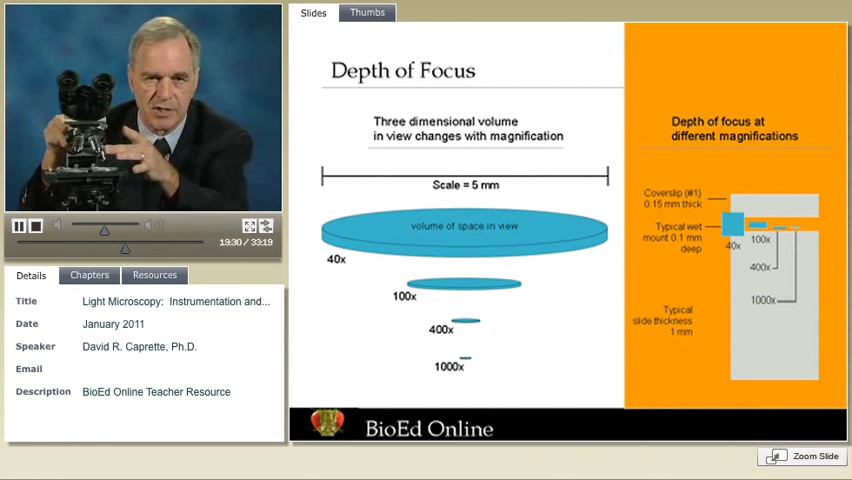 Slides
Thumbs
Depth of Focus
Three dimensional volume
in view changes with magnification
Scale = 5 mm
volume of space in view
40x
100x
400x
1000x
Depth of focus at
different magnifications
Coverslip (#1)
0.15 mm thick
Typical wet
mount 0.1 mm
deep
40x
100x
400x
1000x
Typical
slide thickness
1 mm
BioEd Online
19:30 / 33:19
Details
Chapters
Resources
Title
Light Microscopy: Instrumentation and...
Date
January 2011
Speaker
David R. Caprette, Ph.D.
Email
Description
BioEd Online Teacher Resource
Zoom Slide